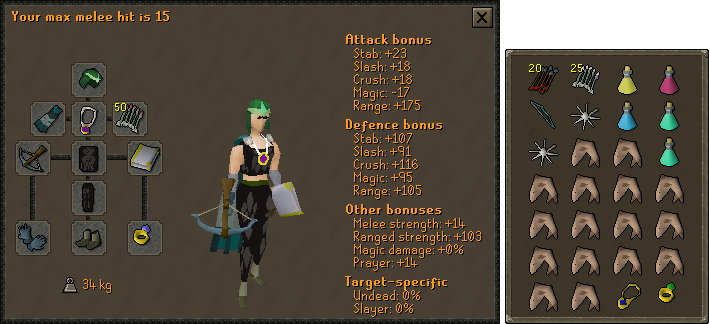 Your max melee hit is 15
50
34 kg
Attack bonus
Stab: +23
Slash: +18
Crush: +18
Magic: -17
Range: +175
Defence bonus
Stab: +107
Slash: +91
Crush: +116
Magic: +95
Range: +105
Other bonuses
Melee strength: +14
Ranged strength: +103
Magic damage: +0%
Prayer: +14
Target-specific
Undead: 0%
Slayer: 0%
20
25